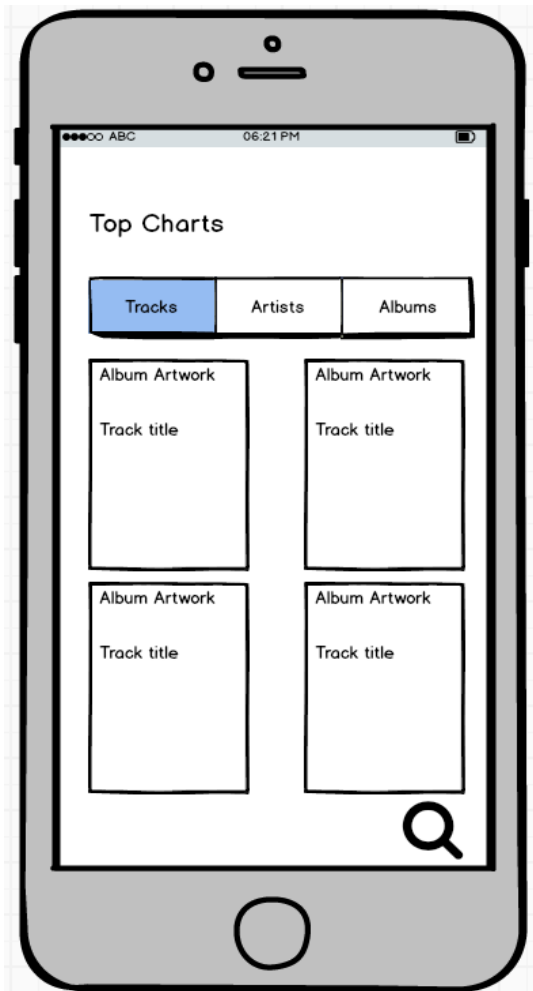 ABC 06:21 PM
Top Charts
Tracks Artists Albums
Album Artwork Album Artwork
Track title Track title
Album Artwork Album Artwork
Track title Track title